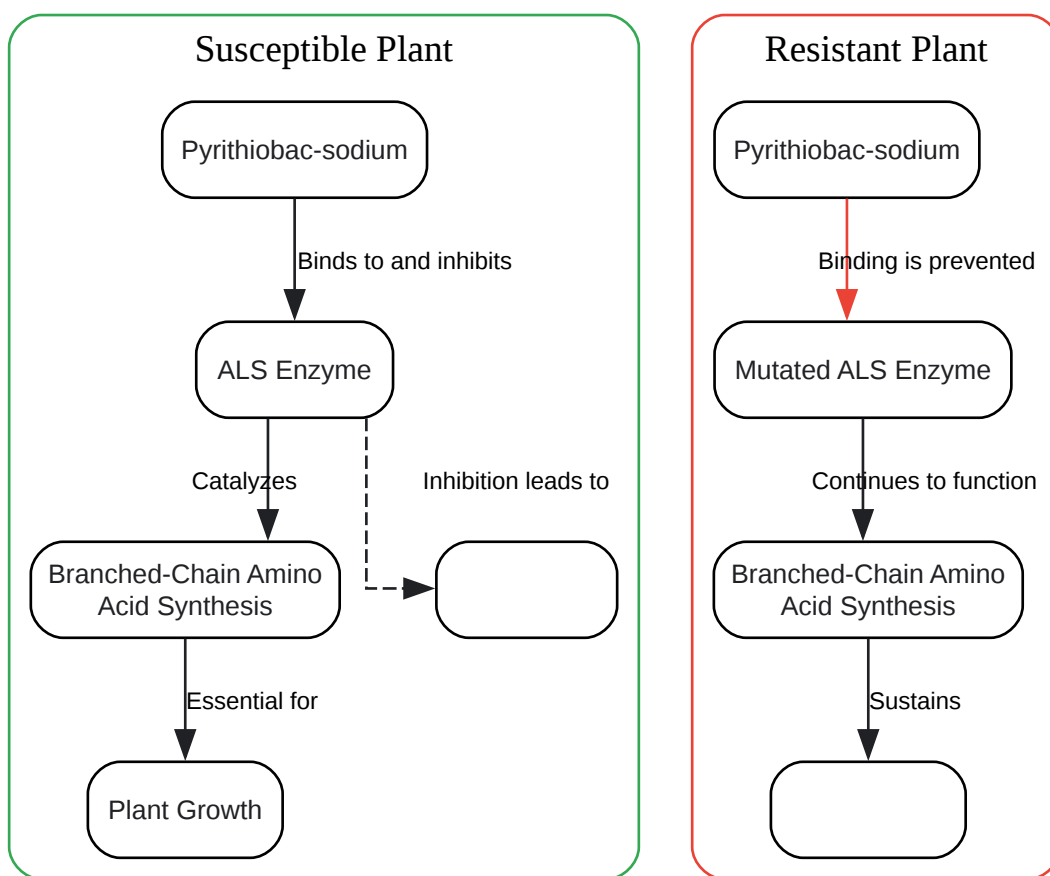 Susceptible Plant
Pyrithiobac-sodium
Binds to and inhibits
ALS Enzyme
Catalyzes
Inhibition leads to
Branched-Chain Amino
Acid Synthesis
Essential for
Plant Growth
Resistant Plant
Pyrithiobac-sodium
Binding is prevented
Mutated ALS Enzyme
Continues to function
Branched-Chain Amino
Acid Synthesis
Sustains